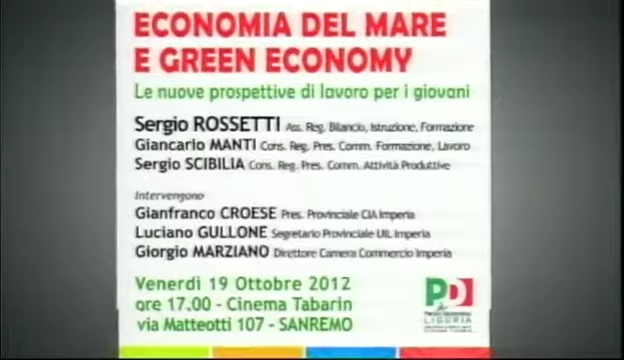 ECONOMIA DEL MARE
E GREEN ECONOMY
Le nuove prospettive di lavoro per i giovani
Sergio ROSSETTI Ass. Reg. Bilancio, Istruzione, Formazione
Giancarlo MANTI Cons. Reg. Pres. Comm. Formazione, Lavoro
Sergio SCIBILIA Cons. Reg. Pres. Comm. Attività Produttive
Intervengono
Gianfranco CROESE Pres. Provinciale CIA Imperia
Luciano GULLONE Segretario Provinciale UIL Imperia
Giorgio MARZIANO Direttore Camera Commercio Imperia
Venerdì 19 Ottobre 2012
ore 17.00 - Cinema Tabarin
via Matteotti 107 - SANREMO
PD
Partito Democratico
LIGURIA